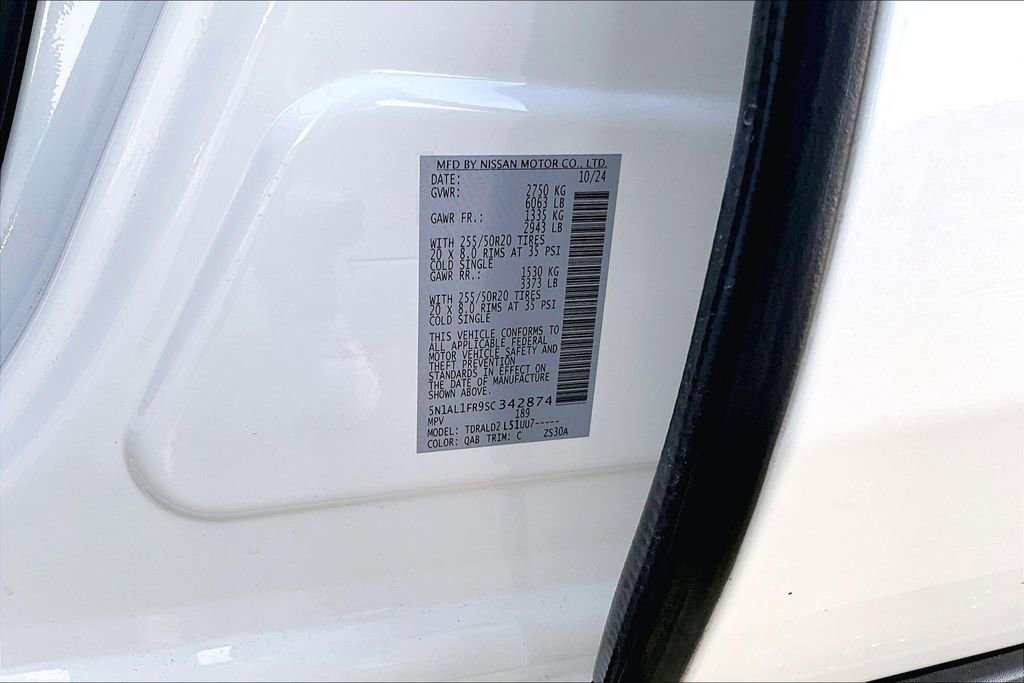 MFD BY NISSAN MOTOR CO., LTD.
DATE: 10/24
GVWR: 2750 KG
6063 LB
GAWR FR.: 1335 KG
2943 LB
WITH 255/50R20 TIRES
20 X 8.0 RIMS AT 35 PSI
COLD SINGLE
GAWR RR.: 1530 KG
3373 LB
WITH 255/50R20 TIRES
20 X 8.0 RIMS AT 35 PSI
COLD SINGLE
THIS VEHICLE CONFORMS TO
ALL APPLICABLE FEDERAL
MOTOR VEHICLE SAFETY AND
THEFT PREVENTION
STANDARDS IN EFFECT ON
THE DATE OF MANUFACTURE
SHOWN ABOVE.
5N1AL1FR9SC342874
MPV 189
MODEL: TDRALD2 L51UU7-----
COLOR: QAB TRIM: C ZS30A